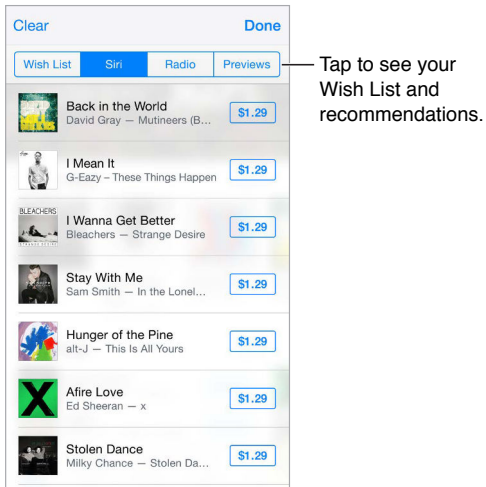 Clear Done
Wish List Siri Radio Previews
Tap to see your
Wish List and
recommendations.
Back in the World
David Gray — Mutineers (B... $1.29
I Mean It
G-Eazy – These Things Happen $1.29
BLEACHERS
I Wanna Get Better
Bleachers — Strange Desire $1.29
STRANGE DESIRE
Stay With Me
Sam Smith — In the Lonel... $1.29
Hunger of the Pine
alt-J — This Is All Yours $1.29
Afire Love
Ed Sheeran — x $1.29
Stolen Dance
Milky Chance — Stolen Da... $1.29